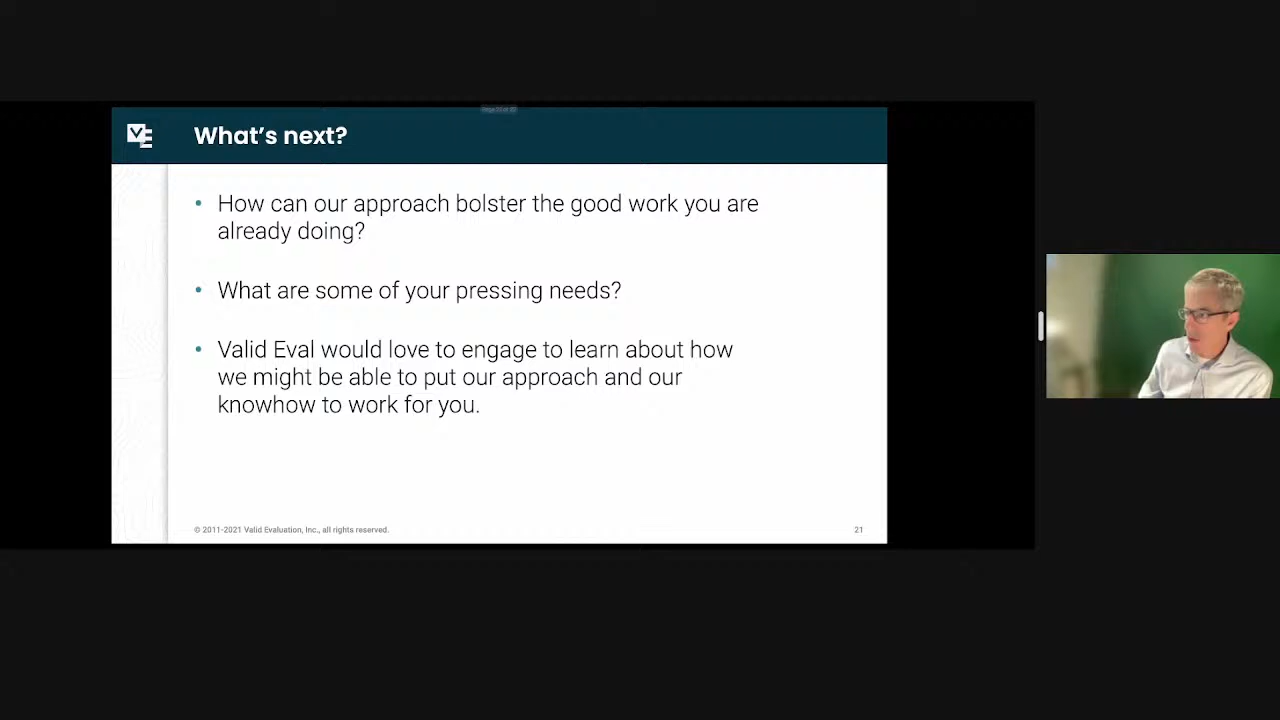 VE
What's next?
• How can our approach bolster the good work you are
already doing?
• What are some of your pressing needs?
• Valid Eval would love to engage to learn about how
we might be able to put our approach and our
knowhow to work for you.
© 2011-2021 Valid Evaluation, Inc., all rights reserved.
21